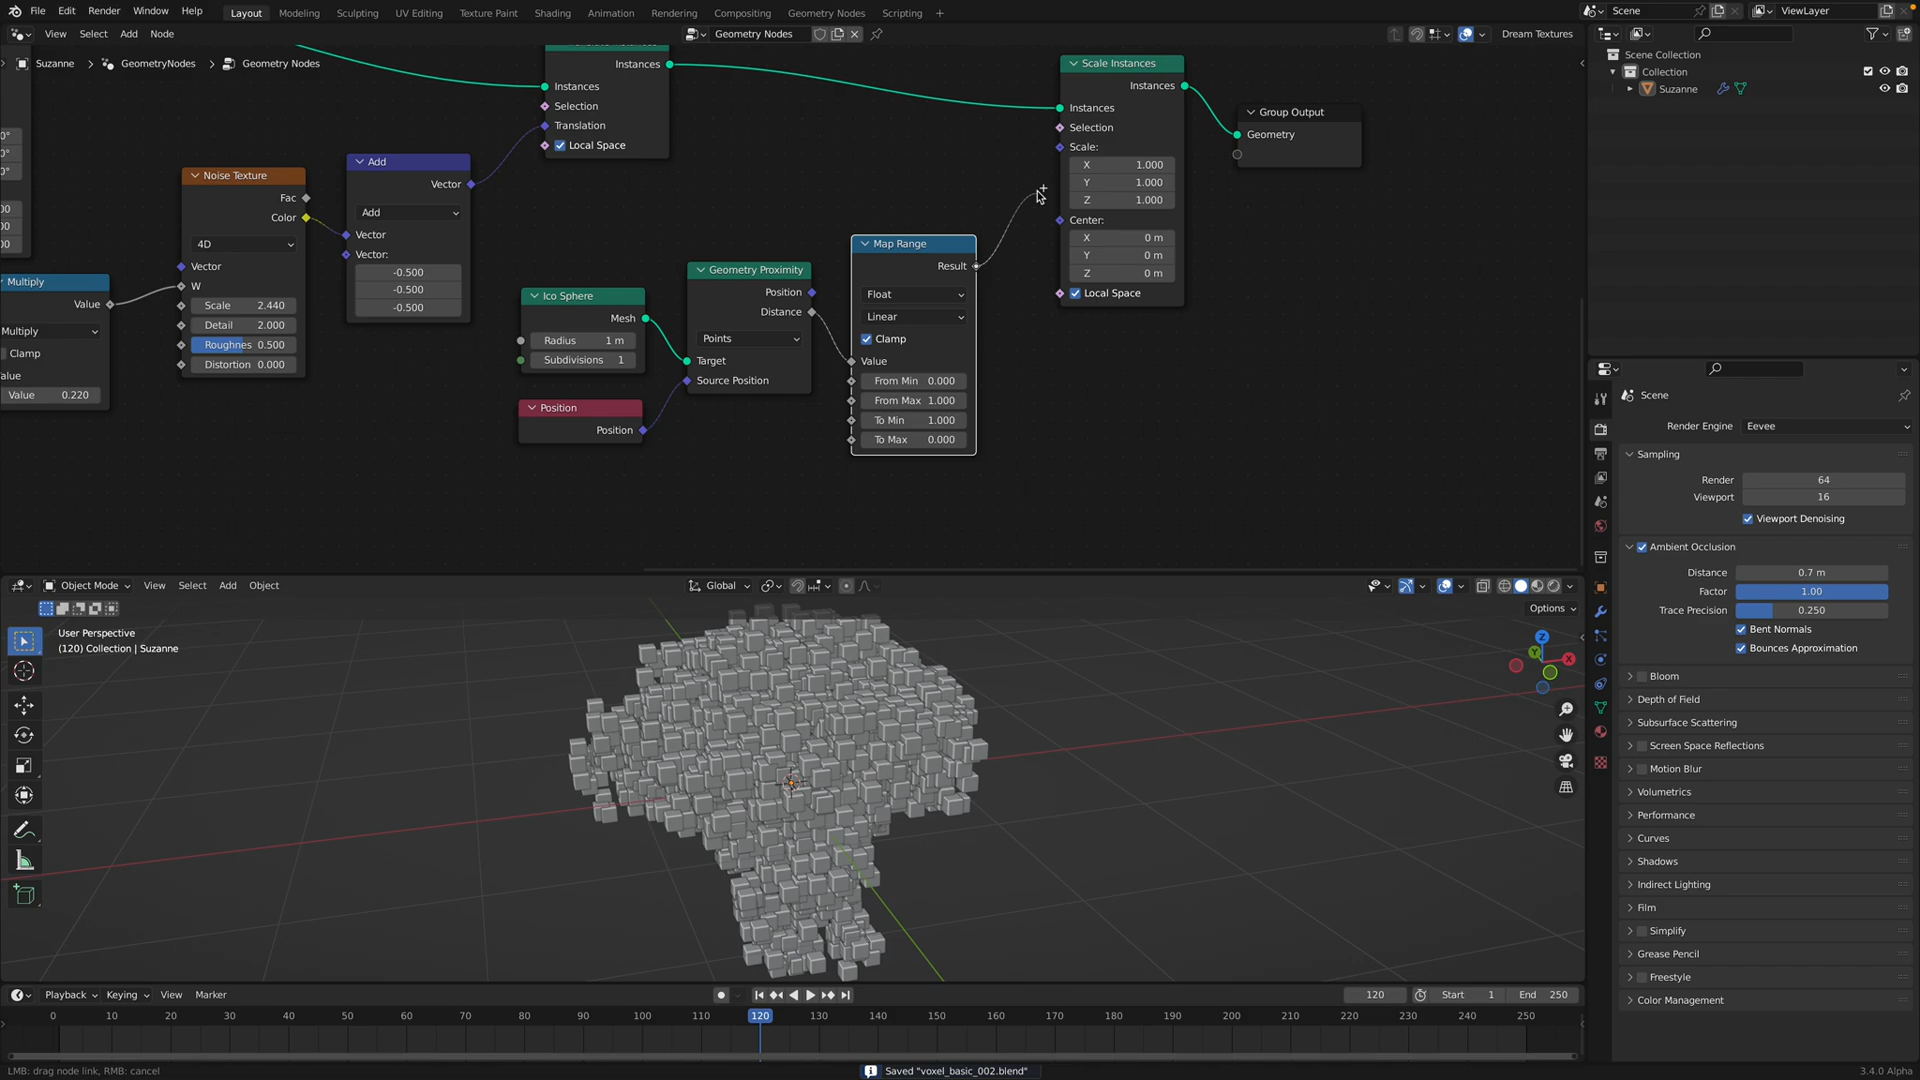 File Edit Render Window Help Layout Modeling Sculpting UV Editing Texture Paint Shading Animation Rendering Compositing Geometry Nodes Scripting + Scene ViewLayer
View Select Add Node Geometry Nodes Dream Textures
Suzanne > GeometryNodes > Geometry Nodes
Instances
Instances
Selection
Translation
Local Space
Noise Texture
Fac
Color
4D
Vector
W
Scale 2.440
Detail 2.000
Roughnes 0.500
Distortion 0.000
Add
Vector
Add
Vector
Vector:
-0.500
-0.500
-0.500
Multiply
Value
Multiply
Clamp
alue
Value 0.220
Ico Sphere
Mesh
Radius 1 m
Subdivisions 1
Position
Position
Geometry Proximity
Position
Distance
Points
Target
Source Position
Map Range
Result
Float
Linear
Clamp
Value
From Min 0.000
From Max 1.000
To Min 1.000
To Max 0.000
Scale Instances
Instances
Instances
Selection
Scale:
X 1.000
Y 1.000
Z 1.000
Center:
X 0 m
Y 0 m
Z 0 m
Local Space
Group Output
Geometry
Scene Collection
Collection
Suzanne
Scene
Render Engine Eevee
Sampling
Render 64
Viewport 16
Viewport Denoising
Ambient Occlusion
Distance 0.7 m
Factor 1.00
Trace Precision 0.250
Bent Normals
Bounces Approximation
Bloom
Depth of Field
Subsurface Scattering
Screen Space Reflections
Motion Blur
Volumetrics
Performance
Curves
Shadows
Indirect Lighting
Film
Simplify
Grease Pencil
Freestyle
Color Management
Object Mode View Select Add Object Global
Options
User Perspective
(120) Collection | Suzanne
Z
Y
X
Playback Keying View Marker 120 Start 1 End 250
0 10 20 30 40 50 60 70 80 90 100 110 120 130 140 150 160 170 180 190 200 210 220 230 240 250
LMB: drag node link, RMB: cancel Saved "voxel_basic_002.blend" 3.4.0 Alpha